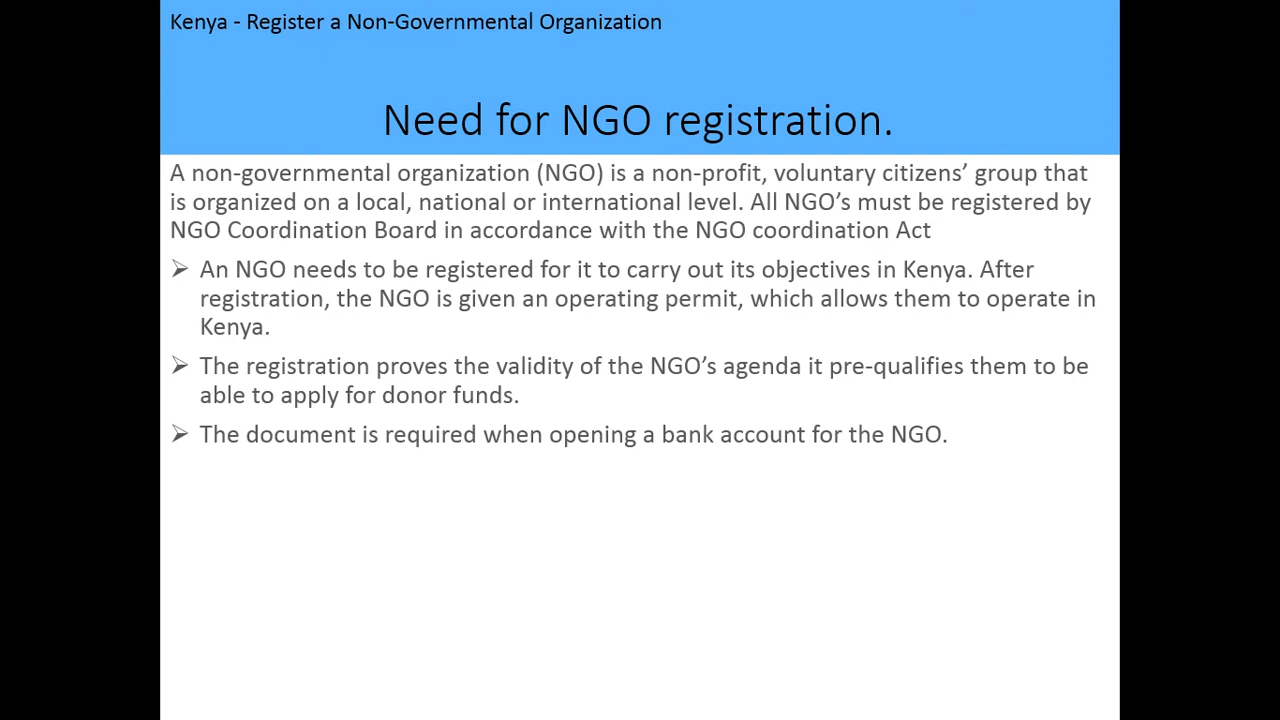 Kenya - Register a Non-Governmental Organization
Need for NGO registration.
A non-governmental organization (NGO) is a non-profit, voluntary citizens’ group that
is organized on a local, national or international level. All NGO’s must be registered by
NGO Coordination Board in accordance with the NGO coordination Act
➢ An NGO needs to be registered for it to carry out its objectives in Kenya. After
registration, the NGO is given an operating permit, which allows them to operate in
Kenya.
➢ The registration proves the validity of the NGO’s agenda it pre-qualifies them to be
able to apply for donor funds.
➢ The document is required when opening a bank account for the NGO.